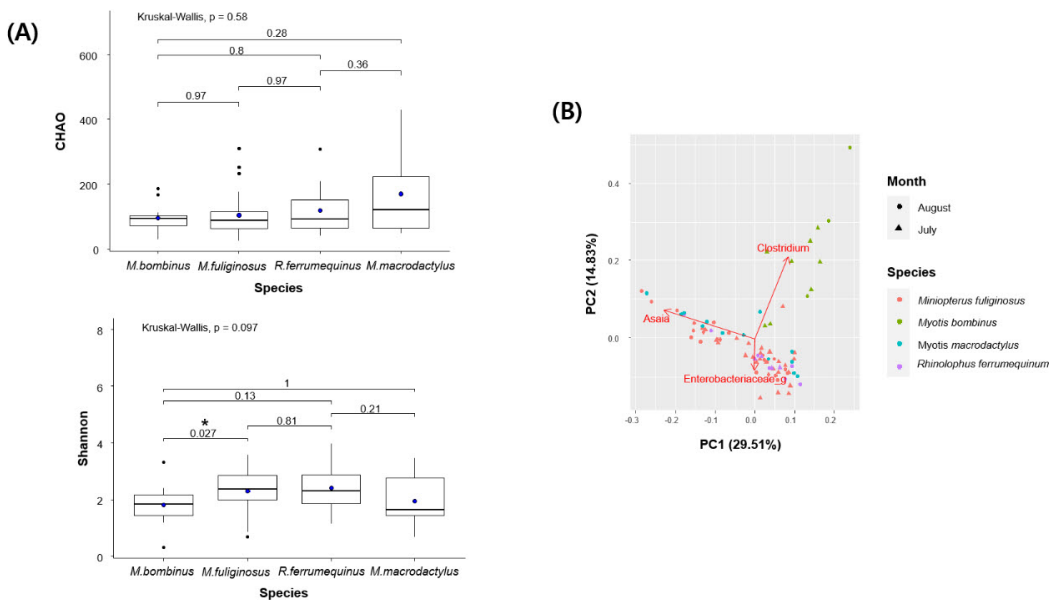 (A)
Kruskal-Wallis, p = 0.58
0.28
0.8
0.36
0.97
0.97
CHAO
600
400
200
0
M.bombinus M.fuliginosus R.ferrumequinus M.macrodactylus
Species
Kruskal-Wallis, p = 0.097
1
0.13
0.21
*
0.027
0.81
Shannon
8
6
4
2
0
M.bombinus M.fuliginosus R.ferrumequinus M.macrodactylus
Species
(B)
PC2 (14.83%)
0.4
0.2
0.0
Clostridium
Asaia
Enterobacteriaceae_g
-0.3 -0.2 -0.1 0.0 0.1 0.2
PC1 (29.51%)
Month
August
July
Species
Miniopterus fuliginosus
Myotis bombinus
Myotis macrodactylus
Rhinolophus ferrumequinum